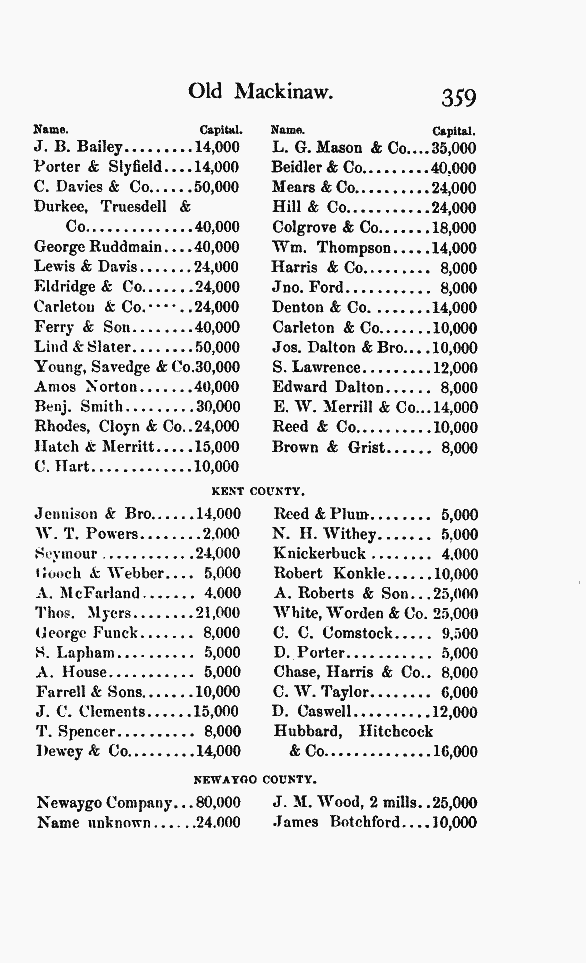 Old Mackinaw.
359
Name. Capital.
J. B. Bailey.........14,000
Porter & Slyfield....14,000
C. Davies & Co......50,000
Durkee, Truesdell &
Co..............40,000
George Ruddmain....40,000
Lewis & Davis.......24,000
Eldridge & Co.......24,000
Carleton & Co.·····..24,000
Ferry & Son........40,000
Lind & Slater........50,000
Young, Savedge & Co.30,000
Amos Norton.......40,000
Benj. Smith.........30,000
Rhodes, Cloyn & Co..24,000
Hatch & Merritt.....15,000
C. Hart.............10,000
Name. Capital.
L. G. Mason & Co....35,000
Beidler & Co.........40,000
Mears & Co..........24,000
Hill & Co...........24,000
Colgrove & Co.......18,000
Wm. Thompson.....14,000
Harris & Co......... 8,000
Jno. Ford........... 8,000
Denton & Co. .......14,000
Carleton & Co.......10,000
Jos. Dalton & Bro....10,000
S. Lawrence.........12,000
Edward Dalton...... 8,000
E. W. Merrill & Co...14,000
Reed & Co..........10,000
Brown & Grist...... 8,000
KENT COUNTY.
Jennison & Bro......14,000
W. T. Powers........2,000
Seymour ............24,000
Gooch & Webber.... 5,000
A. McFarland....... 4,000
Thos. Myers........21,000
George Funck....... 8,000
S. Lapham.......... 5,000
A. House........... 5,000
Farrell & Sons.......10,000
J. C. Clements......15,000
T. Spencer.......... 8,000
Dewey & Co.........14,000
Reed & Plum........ 5,000
N. H. Withey....... 5,000
Knickerbuck ........ 4,000
Robert Konkle......10,000
A. Roberts & Son...25,000
White, Worden & Co. 25,000
C. C. Comstock..... 9,500
D. Porter........... 5,000
Chase, Harris & Co.. 8,000
C. W. Taylor........ 6,000
D. Caswell..........12,000
Hubbard, Hitchcock
& Co..............16,000
NEWAYGO COUNTY.
Newaygo Company...80,000
Name unknown......24,000
J. M. Wood, 2 mills..25,000
James Botchford....10,000